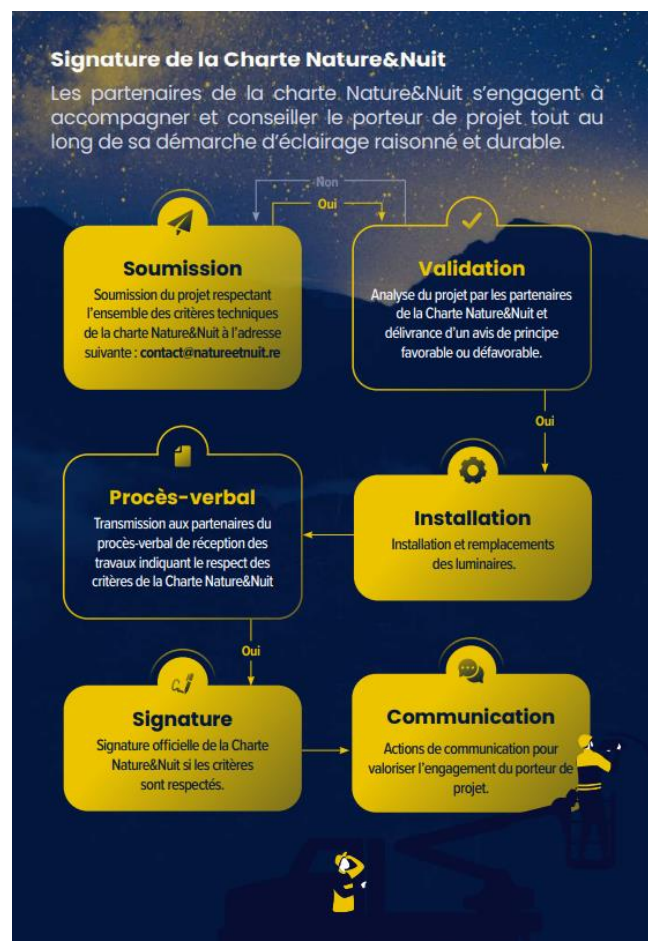 Signature de la Charte Nature&Nuit
Les partenaires de la charte Nature&Nuit s’engagent à
accompagner et conseiller le porteur de projet tout au
long de sa démarche d’éclairage raisonné et durable.
Non
Oui
Soumission
Soumission du projet respectant
l’ensemble des critères techniques
de la charte Nature&Nuit à l’adresse
suivante : contact@natureetnuit.re
Validation
Analyse du projet par les partenaires
de la Charte Nature&Nuit et
délivrance d’un avis de principe
favorable ou défavorable.
Oui
Installation
Installation et remplacements
des luminaires.
Procès-verbal
Transmission aux partenaires du
procès-verbal de réception des
travaux indiquant le respect des
critères de la Charte Nature&Nuit
Oui
Signature
Signature officielle de la Charte
Nature&Nuit si les critères
sont respectés.
Communication
Actions de communication pour
valoriser l’engagement du porteur de
projet.